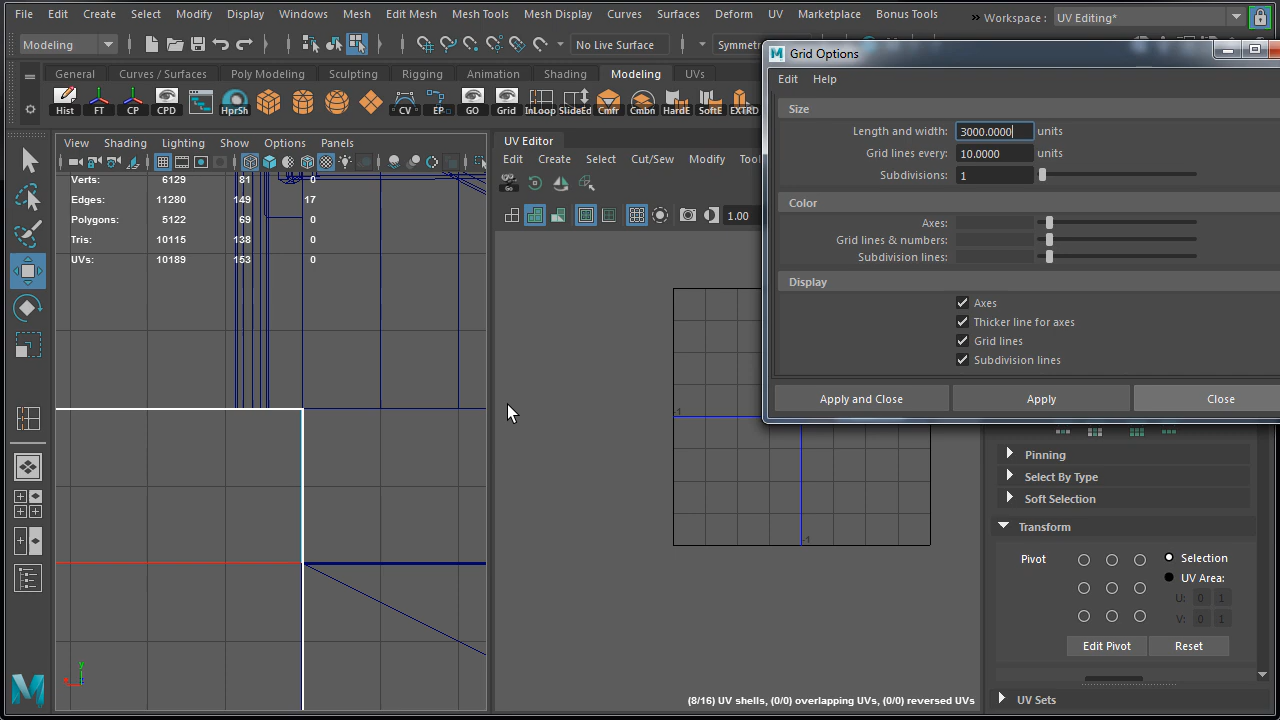 File Edit Create Select Modify Display Windows Mesh Edit Mesh Mesh Tools Mesh Display Curves Surfaces Deform UV Marketplace Bonus Tools » Workspace : UV Editing*
Modeling No Live Surface Symmetr
General Curves / Surfaces Poly Modeling Sculpting Rigging Animation Shading Modeling UVs
Hist FT CP CPD HprSh CV EP GO Grid InLoop SlideEd Cmfr CmbN HardE SoftE EXTRD
Grid Options
Edit Help
Size
Length and width: 3000.0000 units
Grid lines every: 10.0000 units
Subdivisions: 1
Color
Axes:
Grid lines & numbers:
Subdivision lines:
Display
Axes
Thicker line for axes
Grid lines
Subdivision lines
Apply and Close Apply Close
View Shading Lighting Show Options Panels
Verts: 6129 81 0
Edges: 11280 149 17
Polygons: 5122 69 0
Tris: 10115 138 0
UVs: 10189 153 0
y
UV Editor
Edit Create Select Cut/Sew Modify Tool
1.00
-1
-1
(8/16) UV shells, (0/0) overlapping UVs, (0/0) reversed UVs
Pinning
Select By Type
Soft Selection
Transform
Pivot Selection
UV Area:
U: 0 1
V: 0 1
Edit Pivot Reset
UV Sets